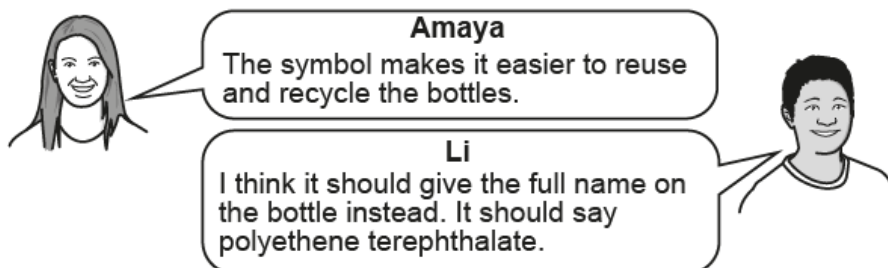 Amaya
The symbol makes it easier to reuse
and recycle the bottles.
Li
I think it should give the full name on
the bottle instead. It should say
polyethene terephthalate.